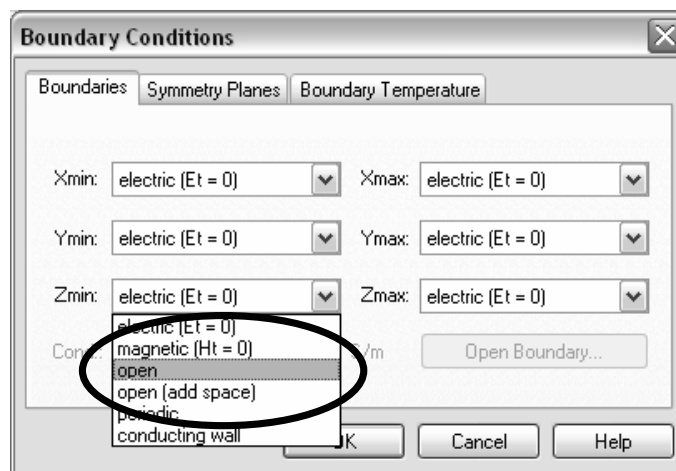 Boundary Conditions
Boundaries Symmetry Planes Boundary Temperature
Xmin: electric (Et = 0) Xmax: electric (Et = 0)
Ymin: electric (Et = 0) Ymax: electric (Et = 0)
Zmin: electric (Et = 0) Zmax: electric (Et = 0)
electric (Et = 0)
magnetic (Ht = 0)
open
open (add space)
periodic
conducting wall
Cond. S/m Open Boundary...
Cancel Help